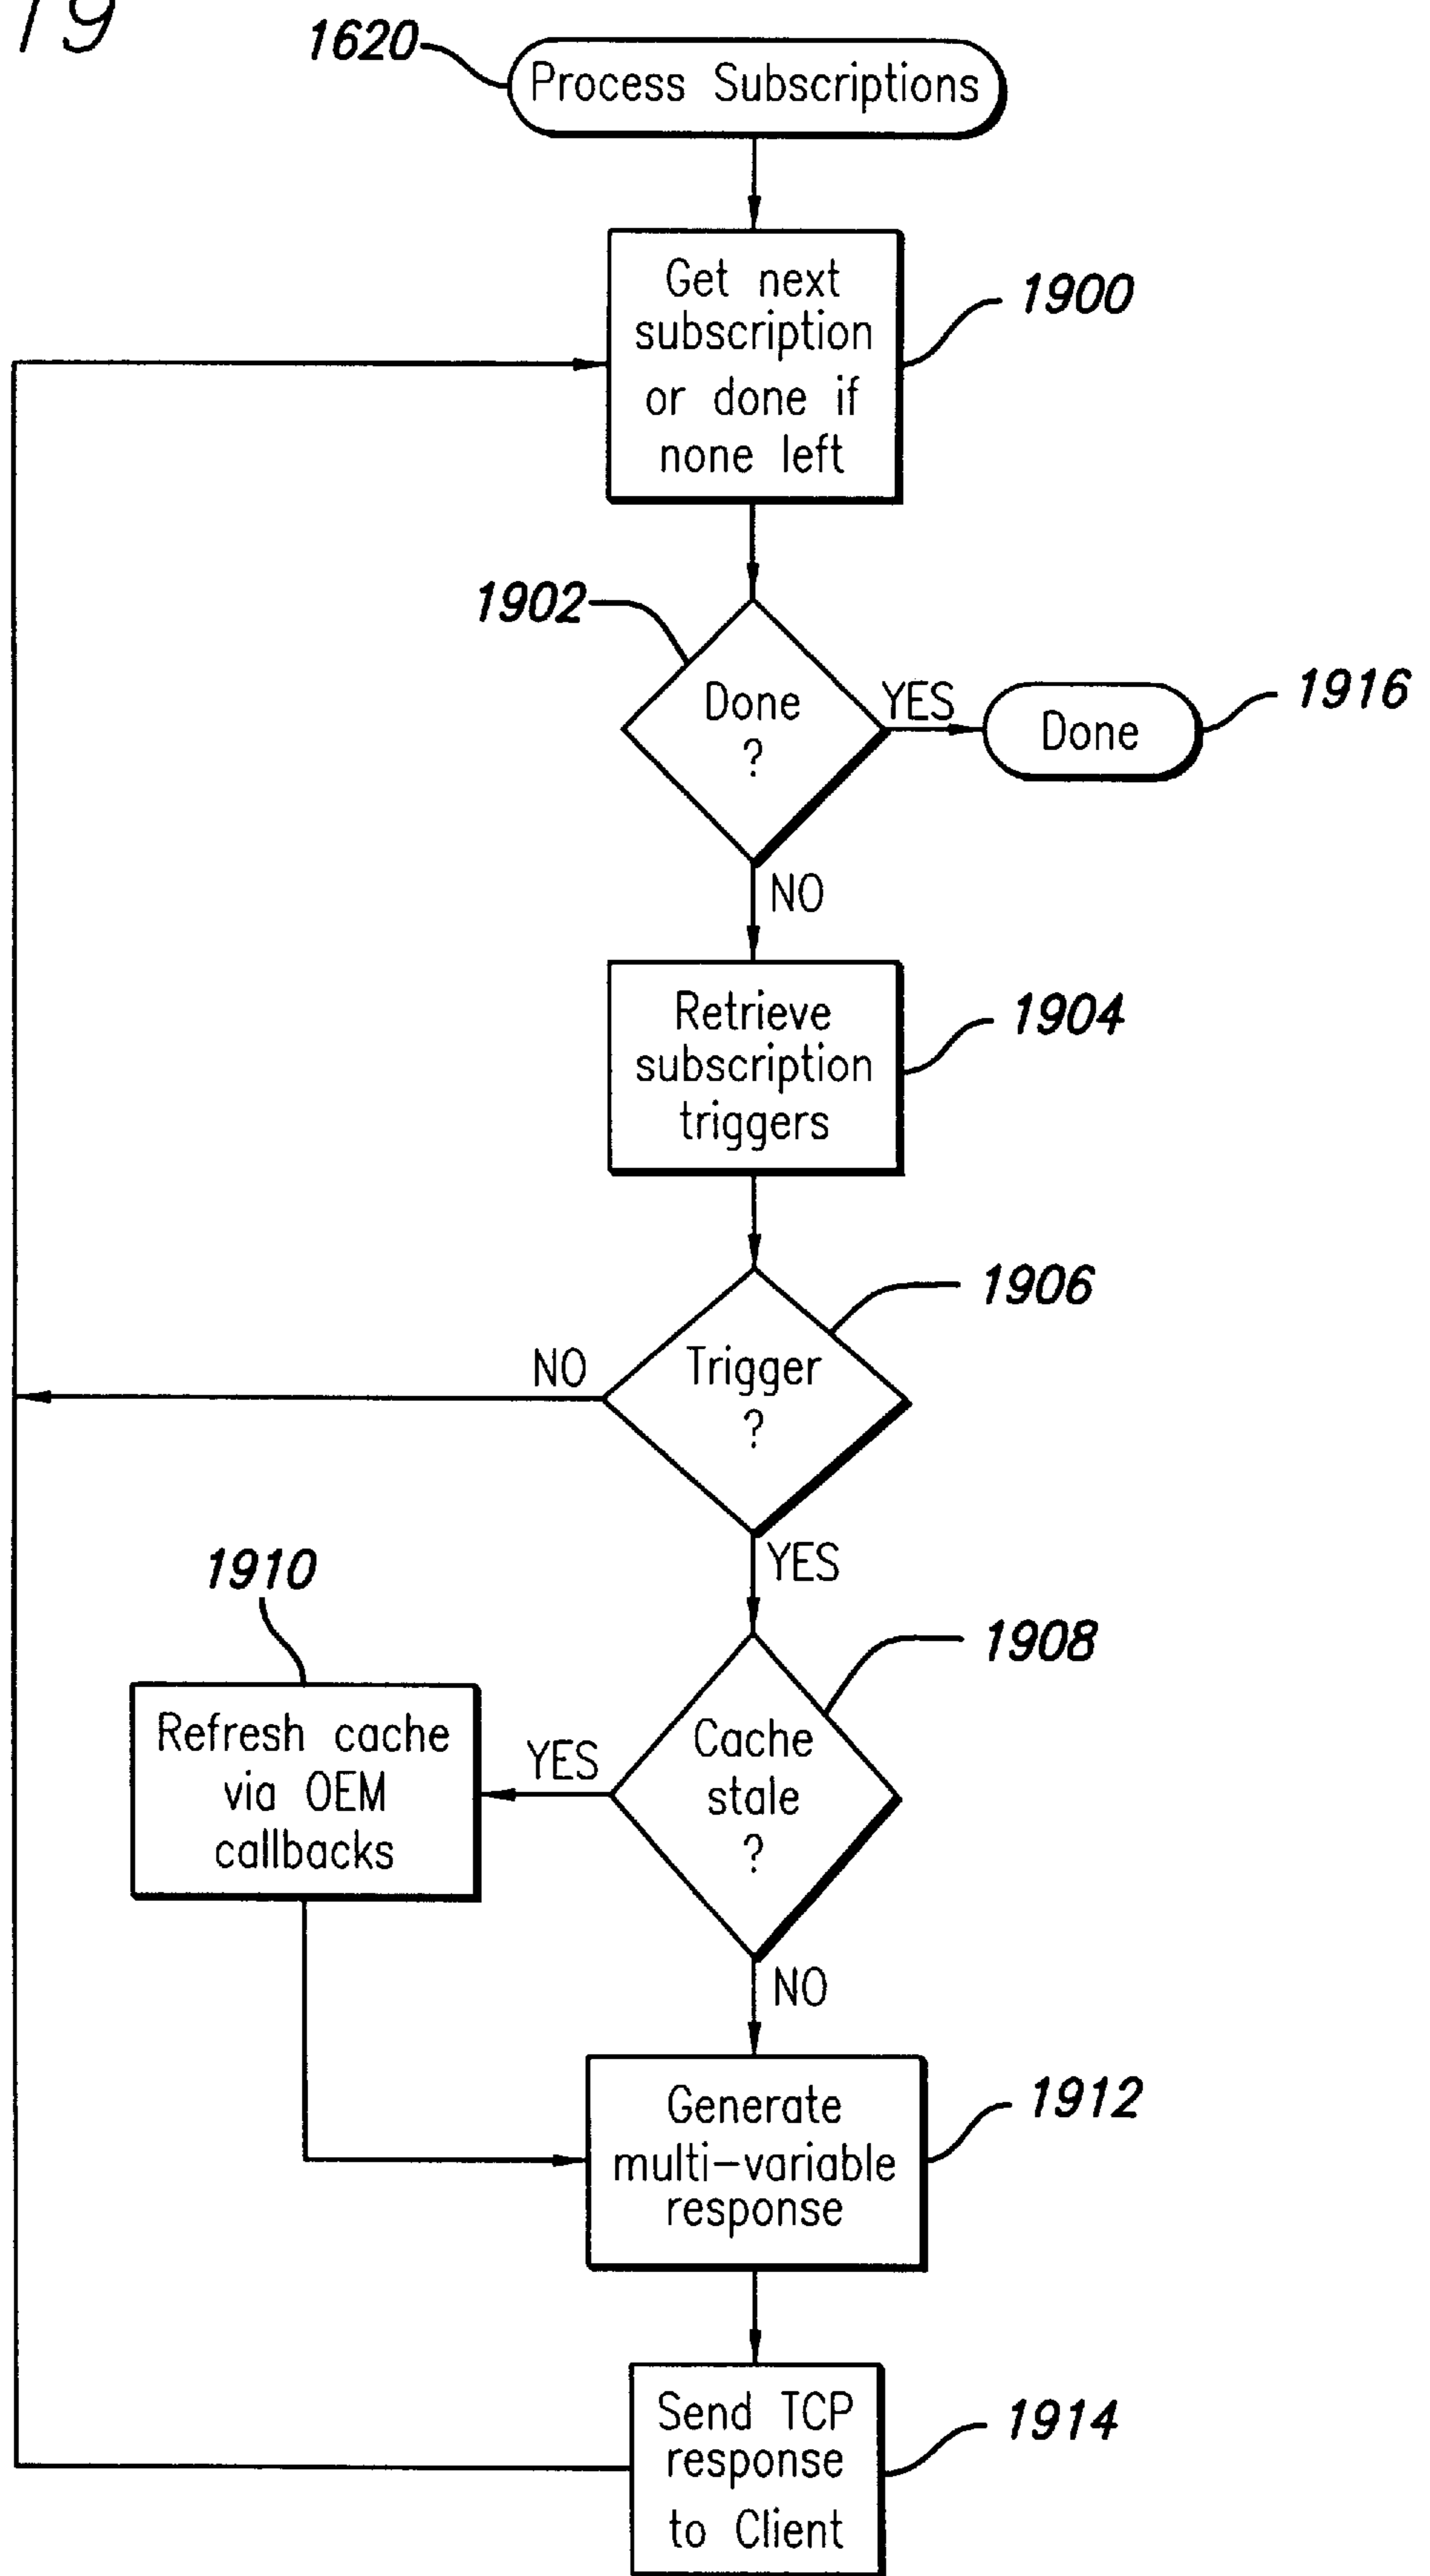 19
1620
Process Subscriptions
Get next
subscription
or done if
none left
1900
1902
Done
?
YES
Done
1916
NO
Retrieve
subscription
triggers
1904
1906
Trigger
?
NO
YES
1910
1908
Refresh cache
via OEM
callbacks
YES
Cache
stale
?
NO
Generate
multi-variable
response
1912
Send TCP
response
to Client
1914